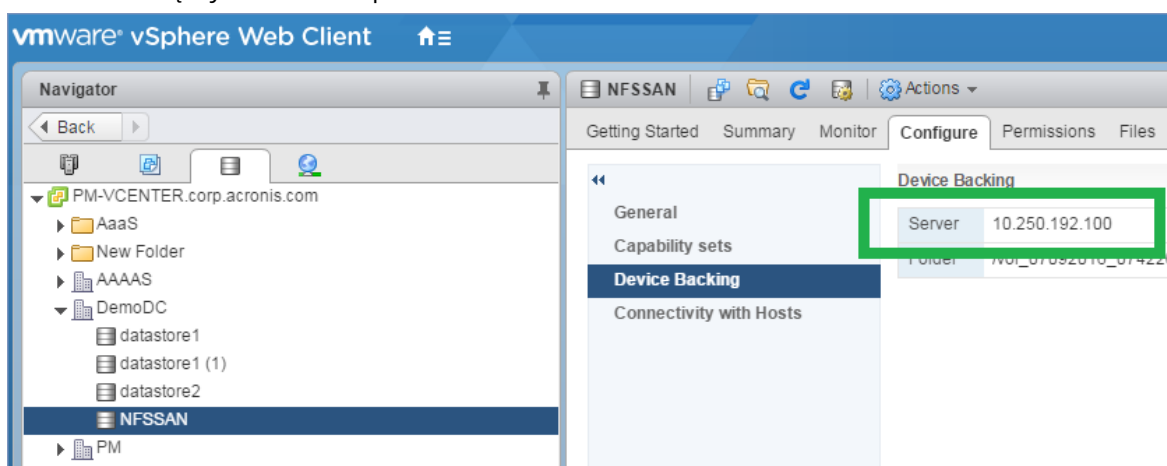 vmware® vSphere Web Client
Navigator
Back
PM-VCENTER.corp.acronis.com
AaaS
New Folder
AAAAS
DemoDC
datastore1
datastore1 (1)
datastore2
NFSSAN
PM
NFSSAN Actions
Getting Started Summary Monitor Configure Permissions Files
General
Capability sets
Device Backing
Connectivity with Hosts
Device Backing
Server 10.250.192.100
Folder